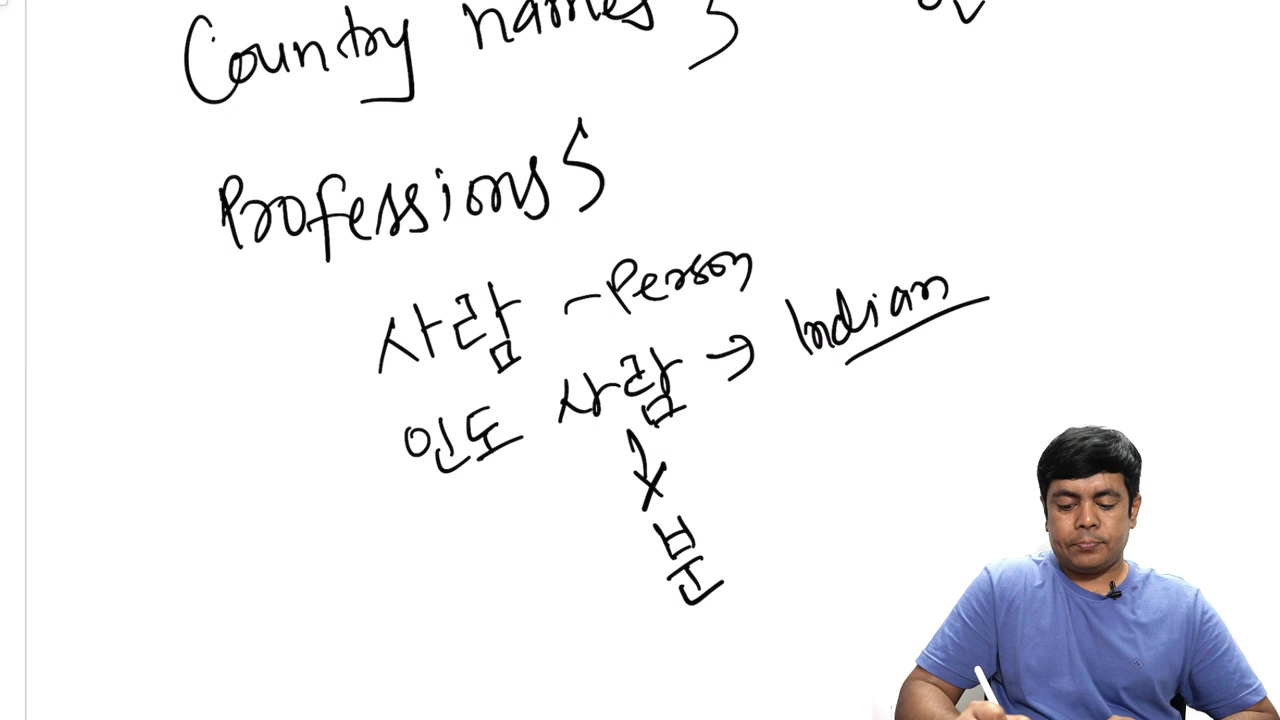 Country names
Professions
사람 - Person
인도 사람 → Indian
분